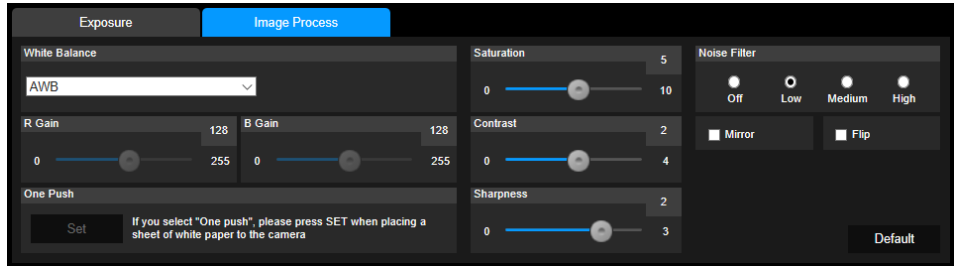 Exposure
Image Process
White Balance
AWB
R Gain
128
0
255
B Gain
128
0
255
One Push
Set
If you select "One push", please press SET when placing a
sheet of white paper to the camera
Saturation
5
0
10
Contrast
2
0
4
Sharpness
2
0
3
Noise Filter
Off
Low
Medium
High
Mirror
Flip
Default